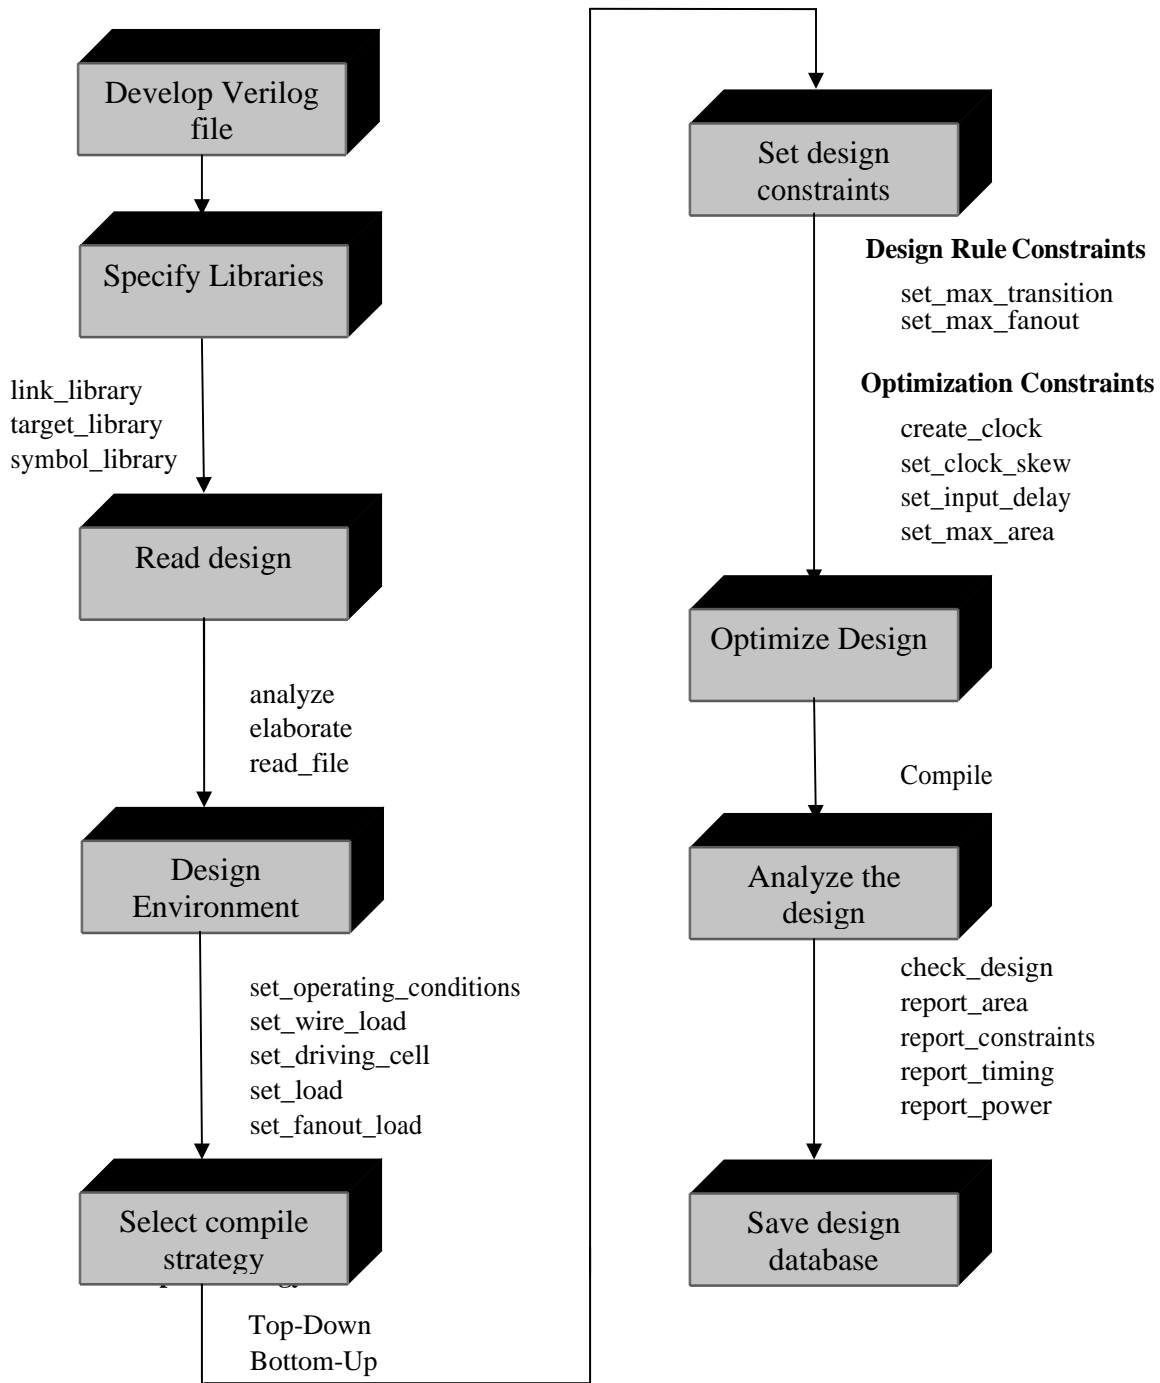 Develop Verilog
file
Specify Libraries
link_library
target_library
symbol_library
Read design
analyze
elaborate
read_file
Design
Environment
set_operating_conditions
set_wire_load
set_driving_cell
set_load
set_fanout_load
Select compile
strategy
Top-Down
Bottom-Up
Set design
constraints
Design Rule Constraints
set_max_transition
set_max_fanout
Optimization Constraints
create_clock
set_clock_skew
set_input_delay
set_max_area
Optimize Design
Compile
Analyze the
design
check_design
report_area
report_constraints
report_timing
report_power
Save design
database